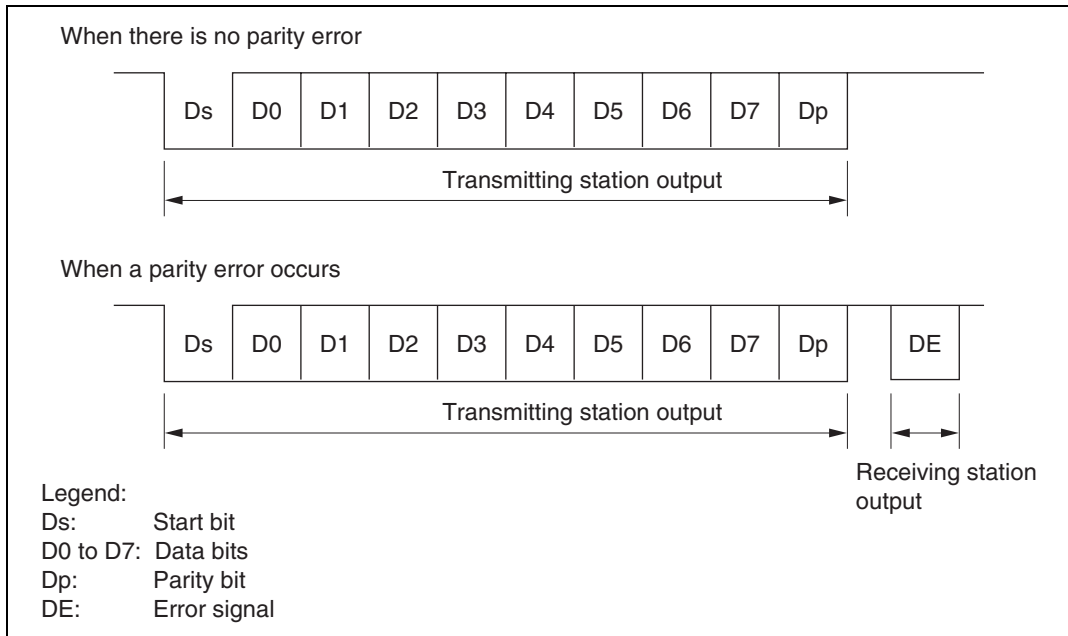 When there is no parity error
Ds D0 D1 D2 D3 D4 D5 D6 D7 Dp
Transmitting station output
When a parity error occurs
Ds D0 D1 D2 D3 D4 D5 D6 D7 Dp DE
Transmitting station output
Receiving station
output
Legend:
Ds: Start bit
D0 to D7: Data bits
Dp: Parity bit
DE: Error signal